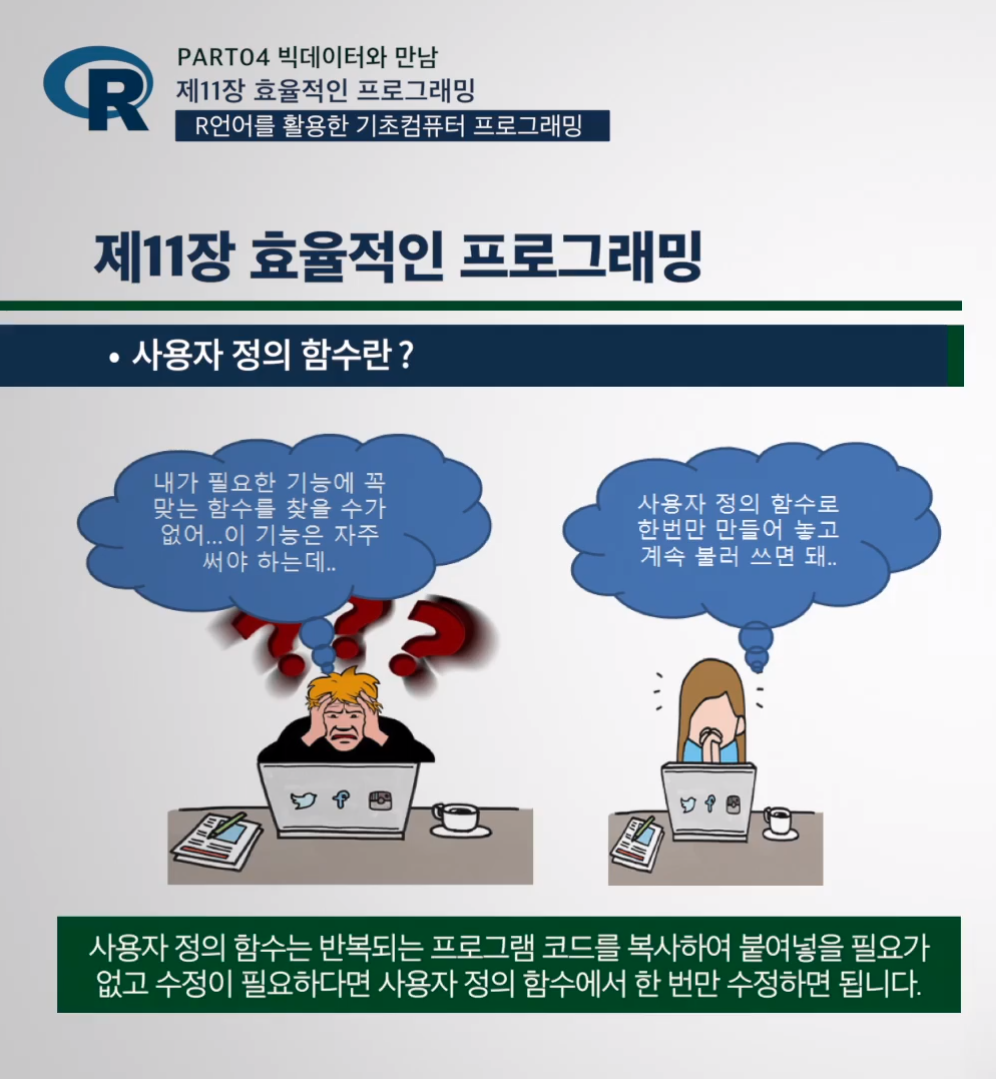 R
PART04 빅데이터와 만남
제11장 효율적인 프로그래밍
R언어를 활용한 기초컴퓨터 프로그래밍
제11장 효율적인 프로그래밍
• 사용자 정의 함수란?
내가 필요한 기능에 꼭
맞는 함수를 찾을 수가
없어...이 기능은 자주
써야 하는데..
사용자 정의 함수로
한번만 만들어 놓고
계속 불러 쓰면 돼..
???
사용자 정의 함수는 반복되는 프로그램 코드를 복사하여 붙여넣을 필요가
없고 수정이 필요하다면 사용자 정의 함수에서 한 번만 수정하면 됩니다.